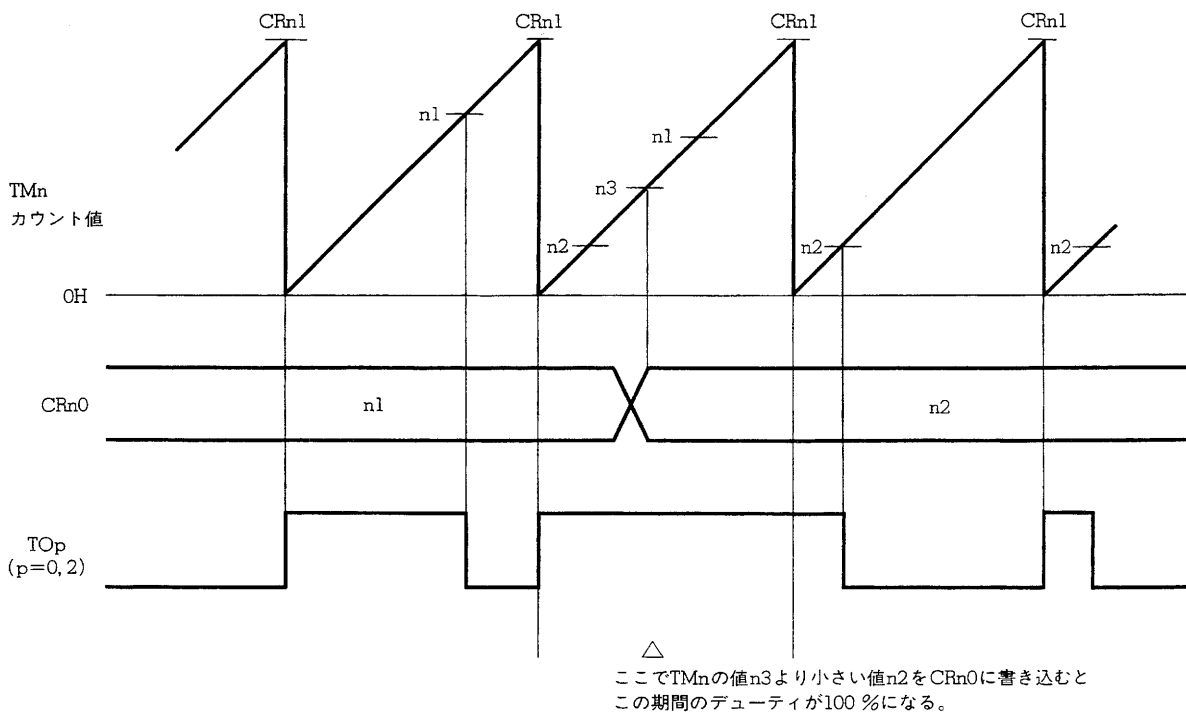 CRn1 CRn1 CRn1 CRn1
n1
n1
n3
TMn
カウント値
n2 n2 n2
0H
CRn0 n1 n2
TOp
(p=0,2)
△
ここでTMnの値n3より小さい値n2をCRn0に書き込むと
この期間のデューティが100 %になる。